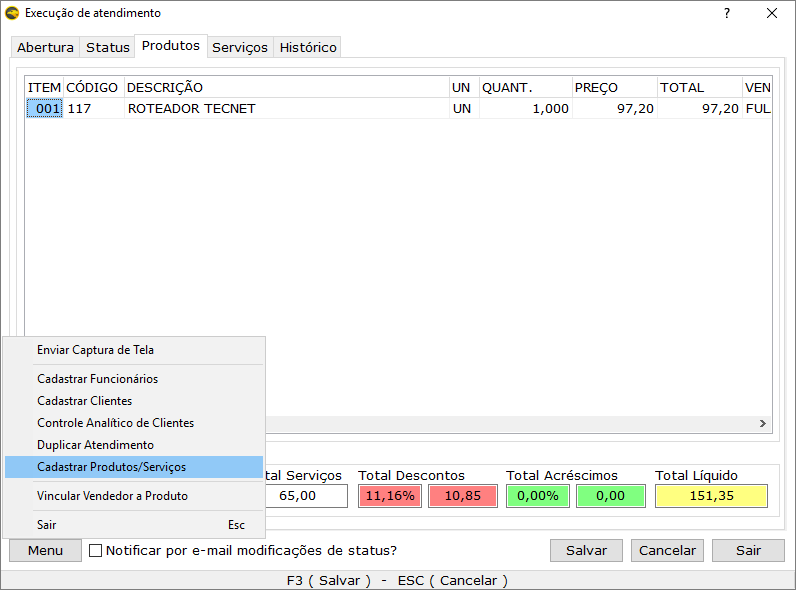 Execução de atendimento ?
Abertura Status Produtos Serviços Histórico
ITEM CÓDIGO DESCRIÇÃO UN QUANT. PREÇO TOTAL VEN
001 117 ROTEADOR TECNET UN 1,000 97,20 97,20 FUL
Enviar Captura de Tela
Cadastrar Funcionários
Cadastrar Clientes
Controle Analítico de Clientes
Duplicar Atendimento
Cadastrar Produtos/Serviços
Vincular Vendedor a Produto
Sair Esc
tal Serviços Total Descontos Total Acréscimos Total Líquido
65,00 11,16% 10,85 0,00% 0,00 151,35
Menu Notificar por e-mail modificações de status? Salvar Cancelar Sair
F3 ( Salvar ) - ESC ( Cancelar )